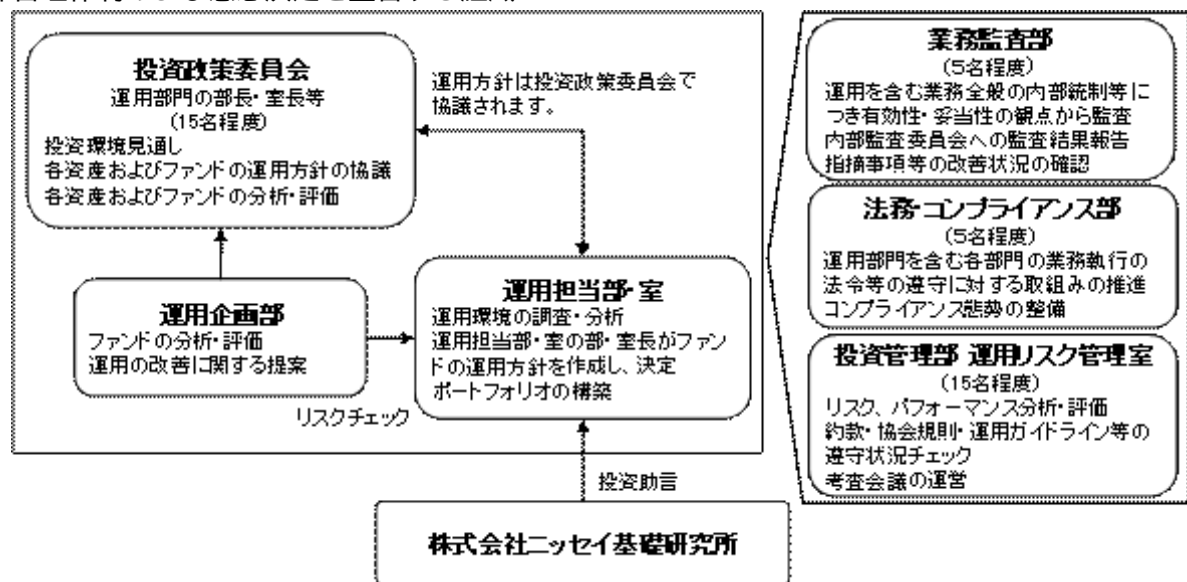 投資政策委員会
運用部門の部長・室長等
(15名程度)
投資環境見通し
各資産およびファンドの運用方針の協議
各資産およびファンドの分析・評価
運用方針は投資政策委員会で
協議されます。
運用企画部
ファンドの分析・評価
運用の改善に関する提案
運用担当部・室
運用環境の調査・分析
運用担当部・室の部・室長がファン
ドの運用方針を作成し、決定
ポートフォリオの構築
リスクチェック
投資助言
株式会社ニッセイ基礎研究所
業務監査部
(5名程度)
運用を含む業務全般の内部統制等に
つき有効性・妥当性の観点から監査
内部監査委員会への監査結果報告
指摘事項等の改善状況の確認
法務・コンプライアンス部
(5名程度)
運用部門を含む各部門の業務執行の
法令等の遵守に対する取組みの推進
コンプライアンス態勢の整備
投資管理部 運用リスク管理室
(15名程度)
リスク、パフォーマンス分析・評価
約款・協会規則・運用ガイドライン等の
遵守状況チェック
考査会議の運営